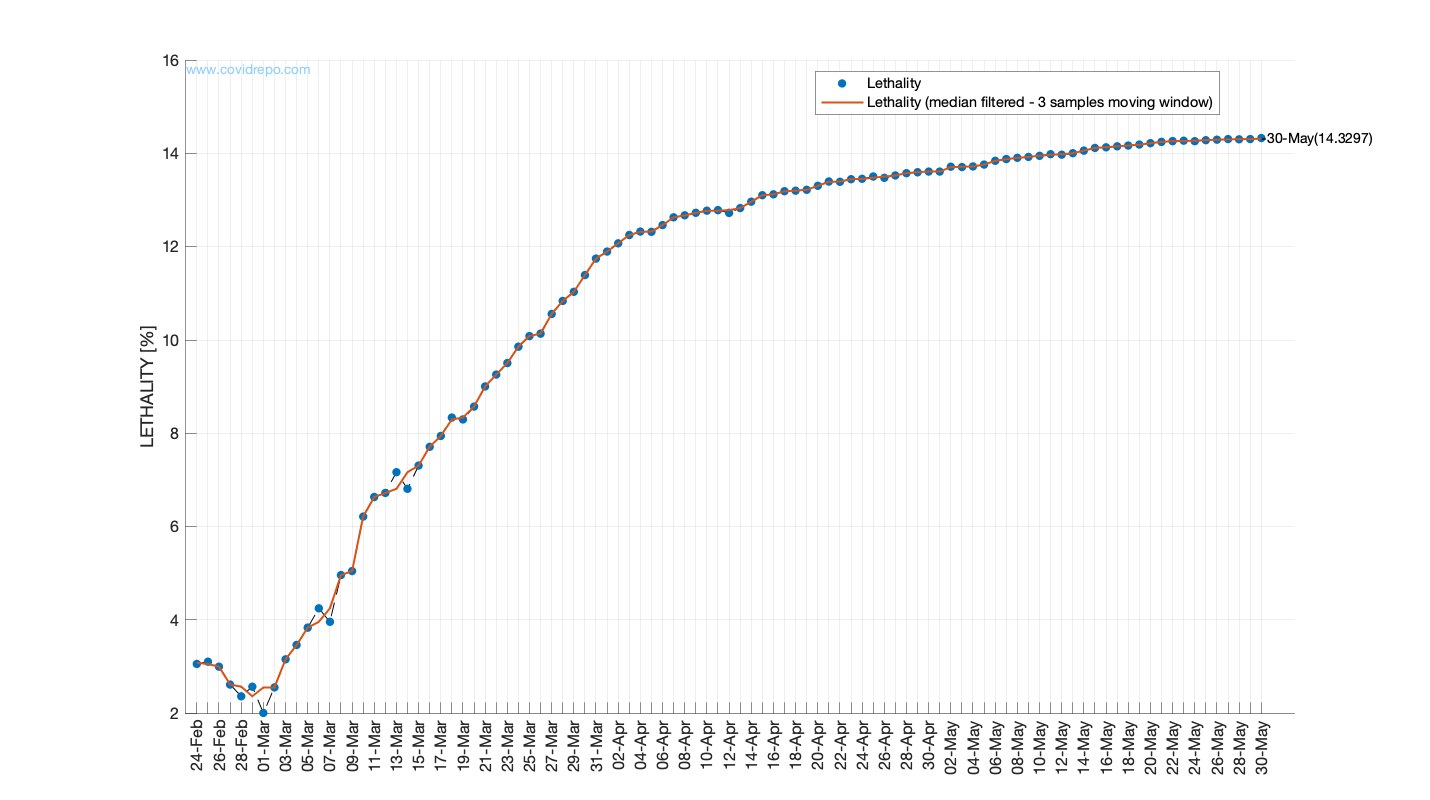 www.covidrepo.com
Lethality
Lethality (median filtered - 3 samples moving window)
30-May(14.3297)
LETHALITY [%]
16
14
12
10
8
6
4
2
24-Feb
26-Feb
28-Feb
01-Mar
03-Mar
05-Mar
07-Mar
09-Mar
11-Mar
13-Mar
15-Mar
17-Mar
19-Mar
21-Mar
23-Mar
25-Mar
27-Mar
29-Mar
31-Mar
02-Apr
04-Apr
06-Apr
08-Apr
10-Apr
12-Apr
14-Apr
16-Apr
18-Apr
20-Apr
22-Apr
24-Apr
26-Apr
28-Apr
30-Apr
02-May
04-May
06-May
08-May
10-May
12-May
14-May
16-May
18-May
20-May
22-May
24-May
26-May
28-May
30-May